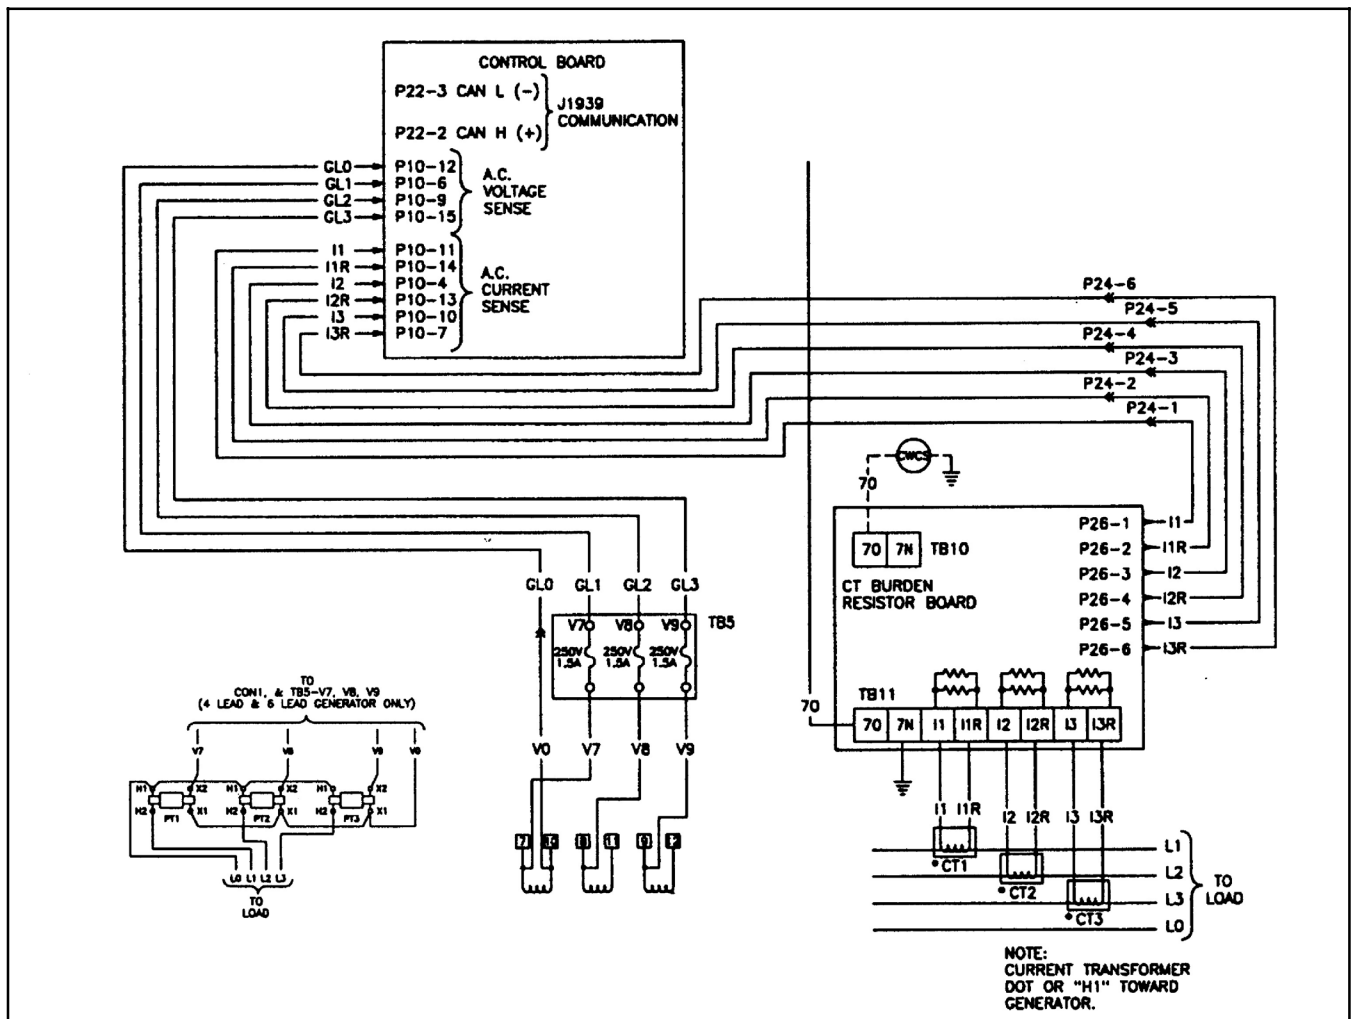 CONTROL BOARD
P22-3 CAN L (-)
P22-2 CAN H (+)
J1939
COMMUNICATION
GL0 P10-12
GL1 P10-6
GL2 P10-9
GL3 P10-15
A.C.
VOLTAGE
SENSE
I1 P10-11
I1R P10-14
I2 P10-4
I2R P10-13
I3 P10-10
I3R P10-7
A.C.
CURRENT
SENSE
P24-6
P24-5
P24-4
P24-3
P24-2
P24-1
CWCS
70
70 7N TB10
CT BURDEN
RESISTOR BOARD
P26-1 I1
P26-2 I1R
P26-3 I2
P26-4 I2R
P26-5 I3
P26-6 I3R
GL0 GL1 GL2 GL3
V7 V8 V9 TB5
250V 250V 250V
1.5A 1.5A 1.5A
V0 V7 V8 V9
7 10 8 11 9 12
TO
CON1, & TB5-V7, V8, V9
(4 LEAD & 6 LEAD GENERATOR ONLY)
V7 V8 V9 V0
H1 X2 H1 X2 H1 X2
H2 X1 H2 X1 H2 X1
PT1 PT2 PT3
L0 L1 L2 L3
TO
LOAD
70
TB11
70 7N I1 I1R I2 I2R I3 I3R
I1 I1R I2 I2R I3 I3R
CT1
CT2
CT3
L1
L2
L3
L0
TO
LOAD
NOTE:
CURRENT TRANSFORMER
DOT OR "H1" TOWARD
GENERATOR.